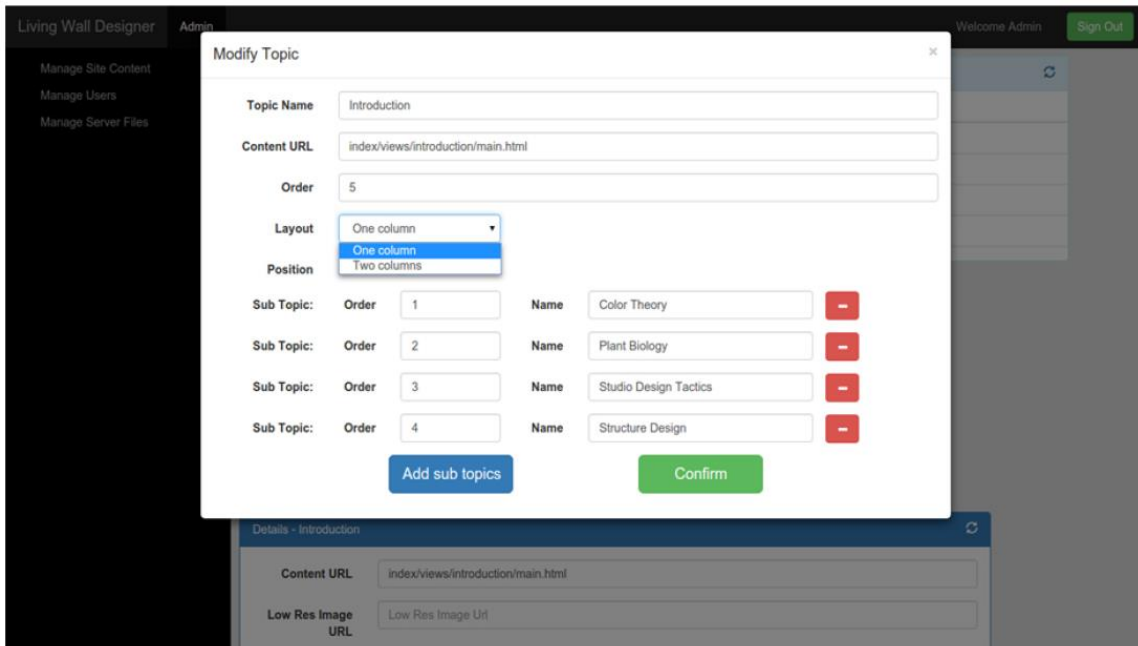 Living Wall Designer Admin Welcome Admin Sign Out
Manage Site Content
Manage Users
Manage Server Files
Modify Topic ×
Topic Name Introduction
Content URL index/views/introduction/main.html
Order 5
Layout One column
One column
Two columns
Position
Sub Topic: Order 1 Name Color Theory
Sub Topic: Order 2 Name Plant Biology
Sub Topic: Order 3 Name Studio Design Tactics
Sub Topic: Order 4 Name Structure Design
Add sub topics Confirm
Details - Introduction
Content URL index/views/introduction/main.html
Low Res Image Low Res Image Url
URL